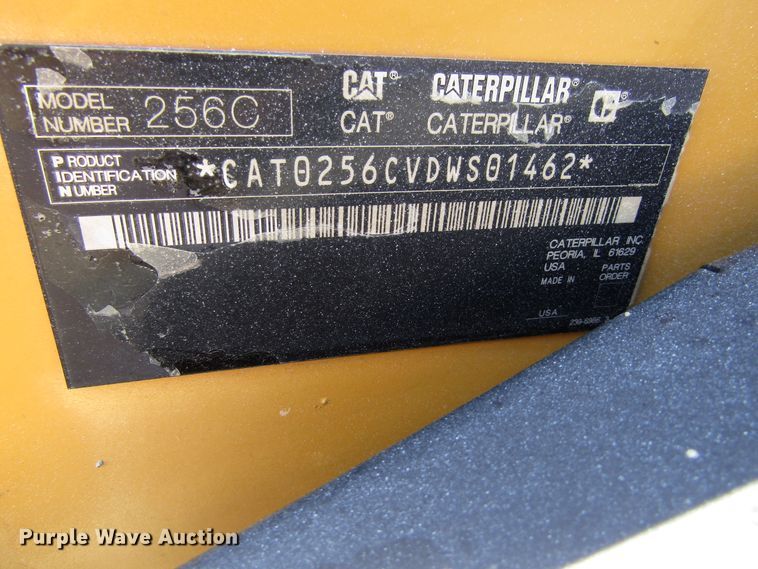 MODEL NUMBER 256C
CAT® CATERPILLAR®
CAT® CATERPILLAR®
PRODUCT
IDENTIFICATION
NUMBER
*CAT0256CVDWS01462*
CATERPILLAR INC.
PEORIA, IL 61629
USA
MADE IN
PARTS
ORDER
USA
Purple Wave Auction